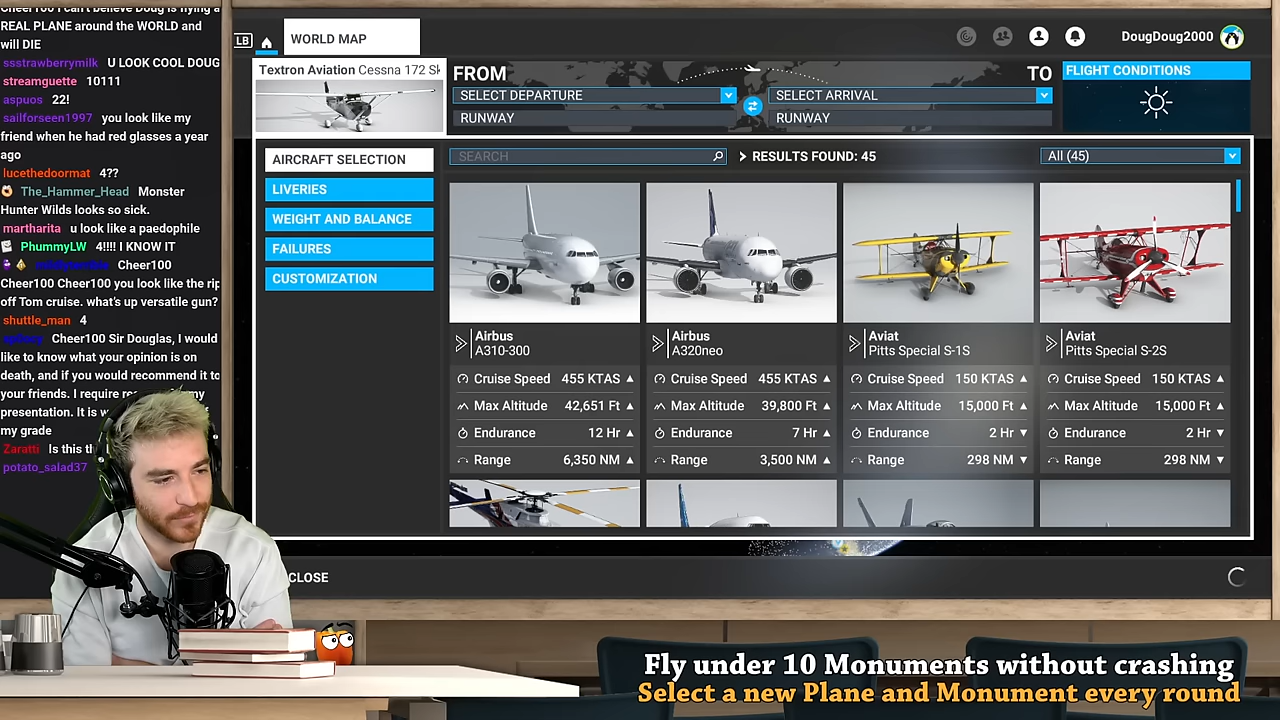 Cheer100 I can't believe Doug is flying a
REAL PLANE around the WORLD and
will DIE
ssstrawberrymilk U LOOK COOL DOUG
streamguette 10111
aspuos 22!
sailforseen1997 you look like my
friend when he had red glasses a year
ago
lucethedoormat 4??
The_Hammer_Head Monster
Hunter Wilds looks so sick.
martharita u look like a paedophile
PhummyLW 4!!!! I KNOW IT
Cheer100
Cheer100 Cheer100 you look like the rip
off Tom cruise. what's up versatile gun?
shuttle_man 4
Cheer100 Sir Douglas, I would
like to know what your opinion is on
death, and if you would recommend it to
your friends. I require
my
presentation. It is
my grade
Zaratti Is this
potato_salad37
LB
WORLD MAP
DougDoug2000
Textron Aviation Cessna 172 Sk
FROM
SELECT DEPARTURE
RUNWAY
TO
SELECT ARRIVAL
RUNWAY
FLIGHT CONDITIONS
AIRCRAFT SELECTION
LIVERIES
WEIGHT AND BALANCE
FAILURES
CUSTOMIZATION
SEARCH
RESULTS FOUND: 45
All (45)
Airbus
A310-300
Cruise Speed 455 KTAS
Max Altitude 42,651 Ft
Endurance 12 Hr
Range 6,350 NM
Airbus
A320neo
Cruise Speed 455 KTAS
Max Altitude 39,800 Ft
Endurance 7 Hr
Range 3,500 NM
Aviat
Pitts Special S-1S
Cruise Speed 150 KTAS
Max Altitude 15,000 Ft
Endurance 2 Hr
Range 298 NM
Aviat
Pitts Special S-2S
Cruise Speed 150 KTAS
Max Altitude 15,000 Ft
Endurance 2 Hr
Range 298 NM
CLOSE
Fly under 10 Monuments without crashing
Select a new Plane and Monument every round